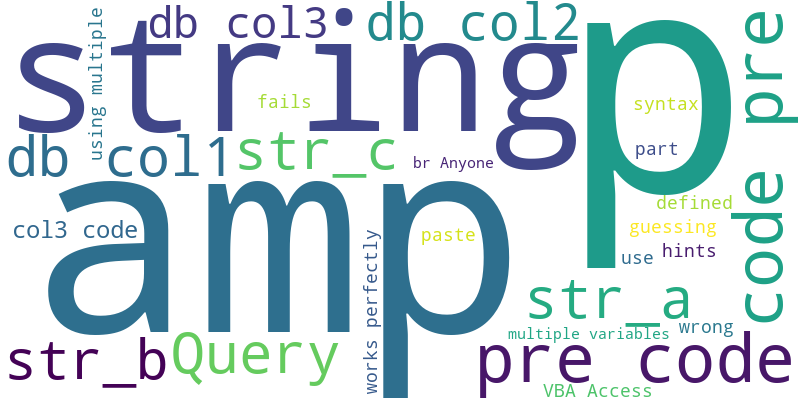 db col3
db col2
string
p
using multiple
fails
syntax
code pre
db col1
str_c
br Anyone
part
amp
col3 code
works perfectly
paste
defined
guessing
use
hints
str_a
multiple variables
wrong
str_b
Query
pre code
VBA Access